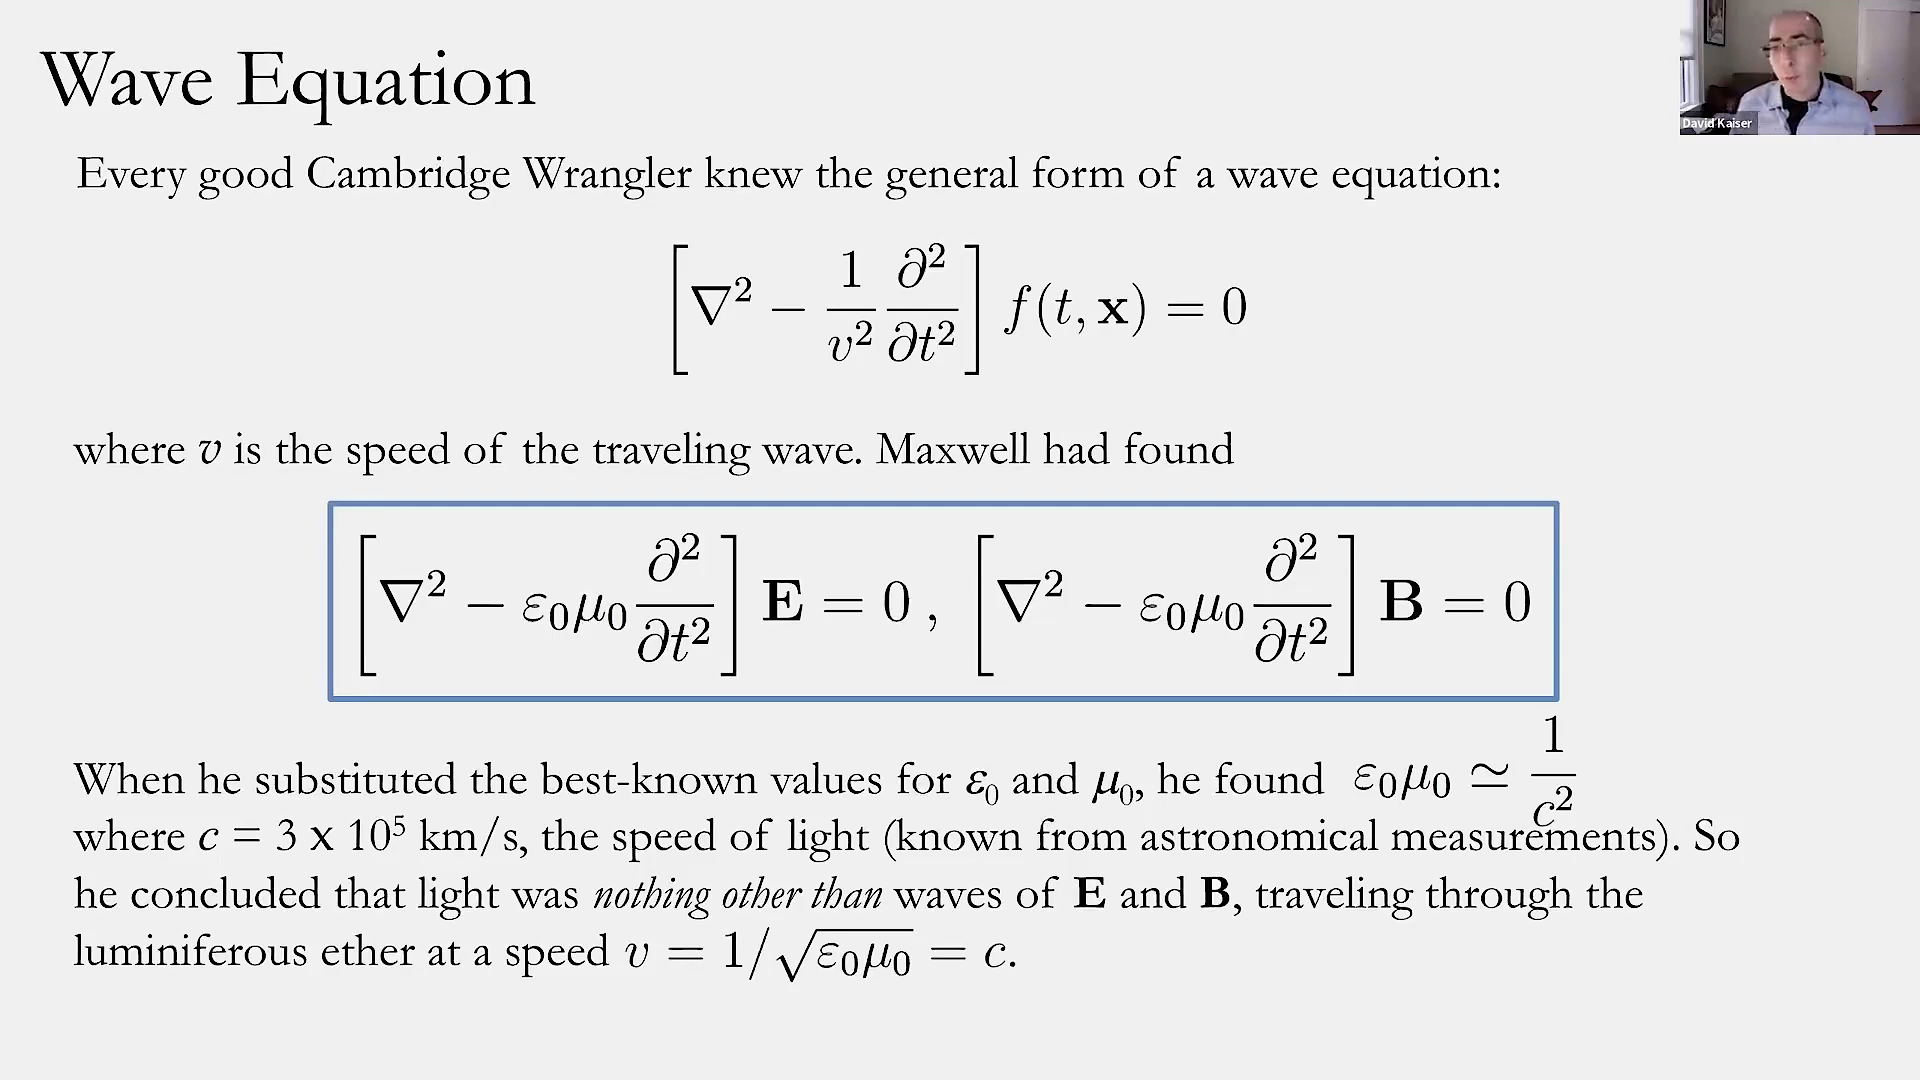 Wave Equation
David Kaiser
Every good Cambridge Wrangler knew the general form of a wave equation:
[∇² − 1/v² ∂²/∂t²] f(t, x) = 0
where v is the speed of the traveling wave. Maxwell had found
[∇² − ε₀μ₀ ∂²/∂t²] E = 0 , [∇² − ε₀μ₀ ∂²/∂t²] B = 0
When he substituted the best-known values for ε₀ and μ₀, he found ε₀μ₀ ≃ 1/c²
where c = 3 x 10⁵ km/s, the speed of light (known from astronomical measurements). So
he concluded that light was nothing other than waves of E and B, traveling through the
luminiferous ether at a speed v = 1/√ε₀μ₀ = c.